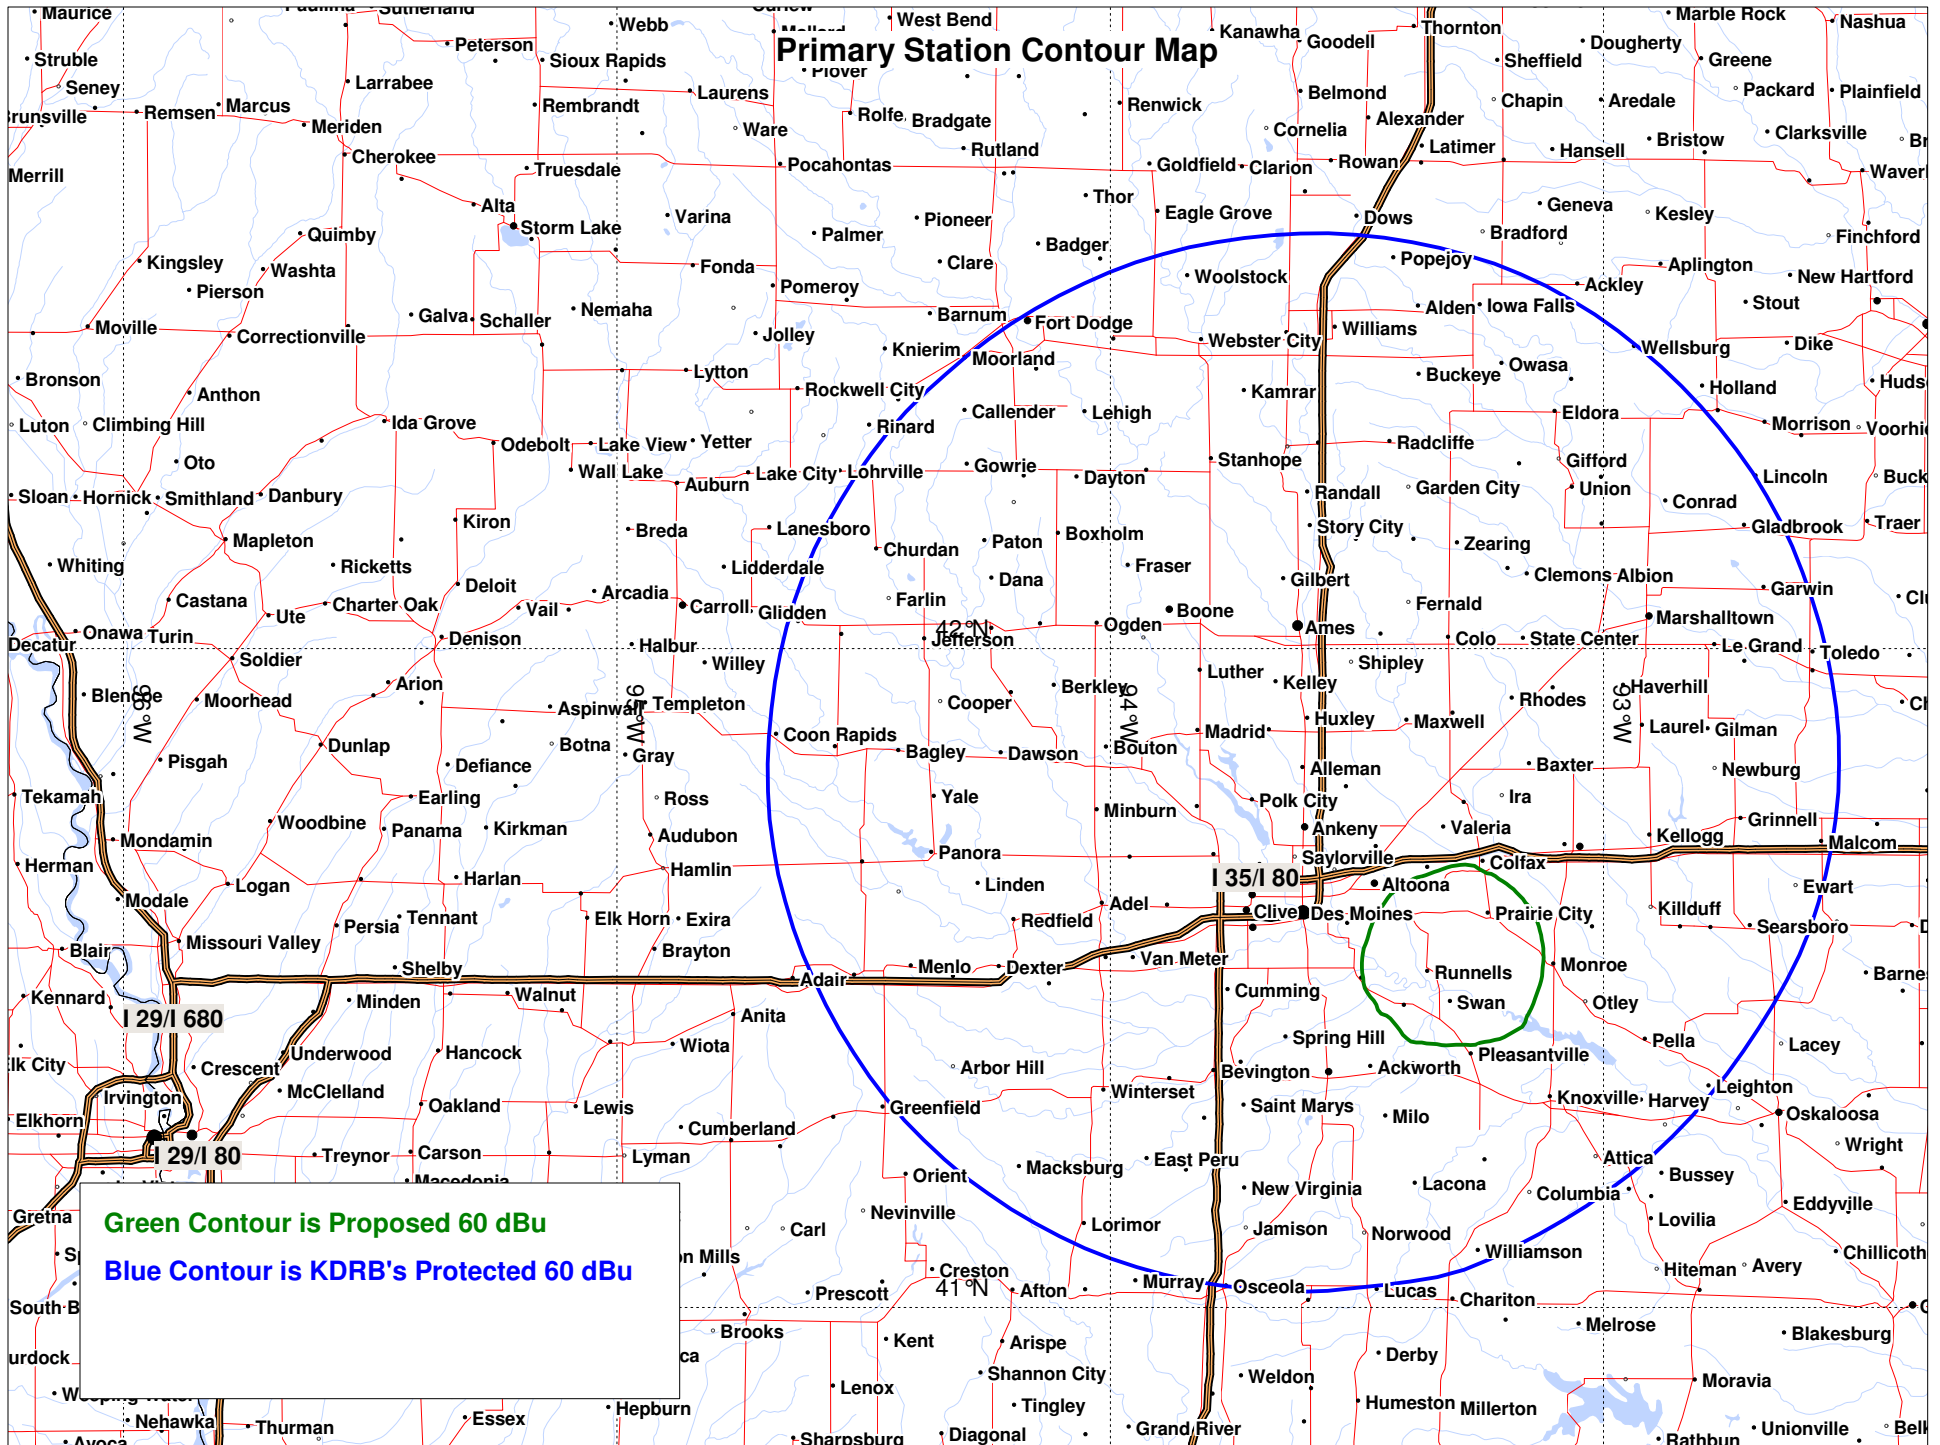 Primary Station Contour Map
Maurice
Sutherland
Webb
West Bend
Kanawha
Goodell
Thornton
Marble Rock
Nashua
Struble
Peterson
Sioux Rapids
Plover
Dougherty
Sheffield
Greene
Seney
Larrabee
Laurens
Renwick
Belmond
Chapin
Aredale
Packard
Plainfield
Remsen
Marcus
Rembrandt
Rolfe
Bradgate
Alexander
Meriden
Ware
Cornelia
Clarksville
Cherokee
Rutland
Latimer
Hansell
Bristow
Merrill
Truesdale
Pocahontas
Goldfield
Clarion
Rowan
Alta
Varina
Pioneer
Thor
Eagle Grove
Dows
Geneva
Kesley
Quimby
Storm Lake
Palmer
Badger
Bradford
Finchford
Kingsley
Washta
Fonda
Clare
Woolstock
Popejoy
Aplington
New Hartford
Pierson
Pomeroy
Ackley
Moville
Galva
Schaller
Nemaha
Barnum
Fort Dodge
Alden
Iowa Falls
Stout
Correctionville
Jolley
Knierim
Moorland
Webster City
Williams
Wellsburg
Dike
Bronson
Lytton
Rockwell City
Kamrar
Buckeye
Owasa
Holland
Anthon
Luton
Climbing Hill
Ida Grove
Callender
Lehigh
Eldora
Morrison
Oto
Odebolt
Lake View
Yetter
Rinard
Radcliffe
Gifford
Sloan
Hornick
Smithland
Danbury
Wall Lake
Auburn
Lake City
Lohrville
Gowrie
Dayton
Stanhope
Randall
Garden City
Union
Conrad
Lincoln
Kiron
Breda
Lanesboro
Boxholm
Story City
Gladbrook
Traer
Mapleton
Churdan
Paton
Zearing
Whiting
Ricketts
Deloit
Lidderdale
Dana
Fraser
Gilbert
Clemons
Albion
Garwin
Castana
Ute
Charter Oak
Vail
Arcadia
Carroll
Glidden
Farlin
Boone
Fernald
Marshalltown
Onawa
Turin
Denison
42°N
Jefferson
Ogden
Ames
Colo
State Center
Le Grand
Toledo
Decatur
Soldier
Halbur
Willey
Luther
Shipley
Blencoe
96°W
Moorhead
Arion
Aspinwall
95°W
Templeton
Cooper
Berkley
94°W
Kelley
Rhodes
93°W
Haverhill
Dunlap
Botna
Gray
Coon Rapids
Bagley
Dawson
Bouton
Madrid
Huxley
Maxwell
Laurel
Gilman
Pisgah
Defiance
Alleman
Baxter
Newburg
Tekamah
Earling
Ross
Yale
Minburn
Polk City
Ira
Mondamin
Woodbine
Panama
Kirkman
Audubon
Ankeny
Valeria
Kellogg
Grinnell
Herman
Hamlin
Panora
Saylorville
Colfax
Malcom
Modale
Logan
Harlan
Linden
I 35/I 80
Altoona
Ewart
Persia
Tennant
Elk Horn
Exira
Redfield
Adel
Clive
Des Moines
Prairie City
Killduff
Searsboro
Blair
Missouri Valley
Brayton
Shelby
Adair
Menlo
Dexter
Van Meter
Runnells
Monroe
Kennard
I 29/I 680
Minden
Walnut
Anita
Cumming
Swan
Otley
Underwood
Hancock
Wiota
Spring Hill
Pleasantville
Pella
Lacey
Crescent
Arbor Hill
Bevington
Ackworth
Irvington
McClelland
Oakland
Lewis
Greenfield
Winterset
Saint Marys
Milo
Knoxville
Harvey
Leighton
Oskaloosa
Elkhorn
I 29/I 80
Treynor
Carson
Cumberland
Lyman
Macksburg
East Peru
Attica
Bussey
Wright
Macedonia
Orient
New Virginia
Lacona
Columbia
Eddyville
Gretna
Nevinville
Carl
Lorimor
Jamison
Norwood
Lovilia
Green Contour is Proposed 60 dBu
Blue Contour is KDRB's Protected 60 dBu
Creston
41°N
Prescott
Afton
Murray
Osceola
Lucas
Williamson
Chariton
Hiteman
Avery
Brooks
Kent
Arispe
Melrose
Blakesburg
Shannon City
Weldon
Derby
Lenox
Tingley
Humeston
Millerton
Moravia
Nehawka
Thurman
Essex
Hepburn
Sharpsburg
Diagonal
Grand River
Rathbun
Unionville